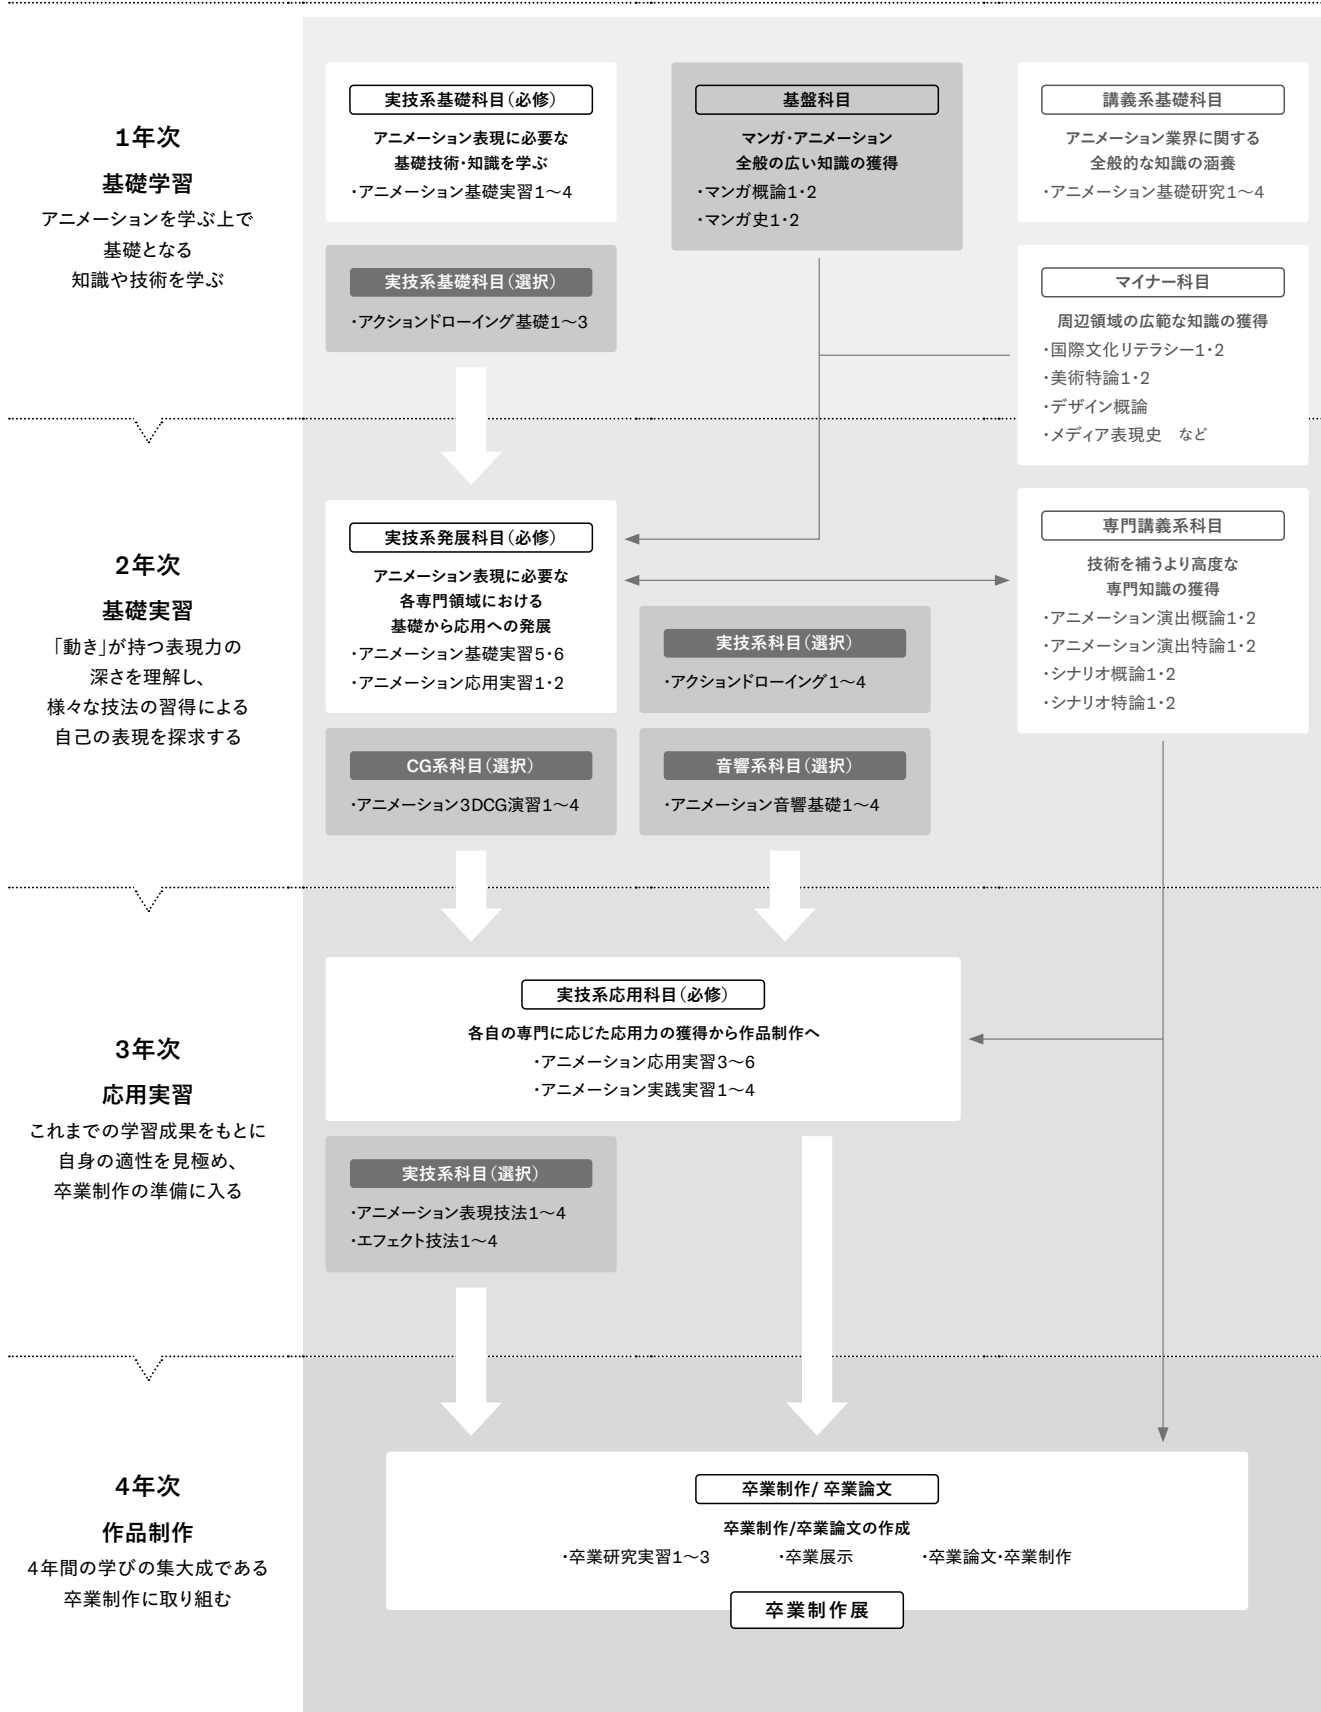 1年次
基礎学習
アニメーションを学ぶ上で
基礎となる
知識や技術を学ぶ
実技系基礎科目(必修)
アニメーション表現に必要な
基礎技術・知識を学ぶ
・アニメーション基礎実習1〜4
実技系基礎科目(選択)
・アクションドローイング基礎1〜3
基盤科目
マンガ・アニメーション
全般の広い知識の獲得
・マンガ概論1・2
・マンガ史1・2
講義系基礎科目
アニメーション業界に関する
全般的な知識の涵養
・アニメーション基礎研究1〜4
マイナー科目
周辺領域の広範な知識の獲得
・国際文化リテラシー1・2
・美術特論1・2
・デザイン概論
・メディア表現史 など
2年次
基礎実習
「動き」が持つ表現力の
深さを理解し、
様々な技法の習得による
自己の表現を探求する
実技系発展科目(必修)
アニメーション表現に必要な
各専門領域における
基礎から応用への発展
・アニメーション基礎実習5・6
・アニメーション応用実習1・2
実技系科目(選択)
・アクションドローイング1〜4
専門講義系科目
技術を補うより高度な
専門知識の獲得
・アニメーション演出概論1・2
・アニメーション演出特論1・2
・シナリオ概論1・2
・シナリオ特論1・2
CG系科目(選択)
・アニメーション3DCG演習1〜4
音響系科目(選択)
・アニメーション音響基礎1〜4
3年次
応用実習
これまでの学習成果をもとに
自身の適性を見極め、
卒業制作の準備に入る
実技系応用科目(必修)
各自の専門に応じた応用力の獲得から作品制作へ
・アニメーション応用実習3〜6
・アニメーション実践実習1〜4
実技系科目(選択)
・アニメーション表現技法1〜4
・エフェクト技法1〜4
4年次
作品制作
4年間の学びの集大成である
卒業制作に取り組む
卒業制作/卒業論文
卒業制作/卒業論文の作成
・卒業研究実習1〜3 ・卒業展示 ・卒業論文・卒業制作
卒業制作展